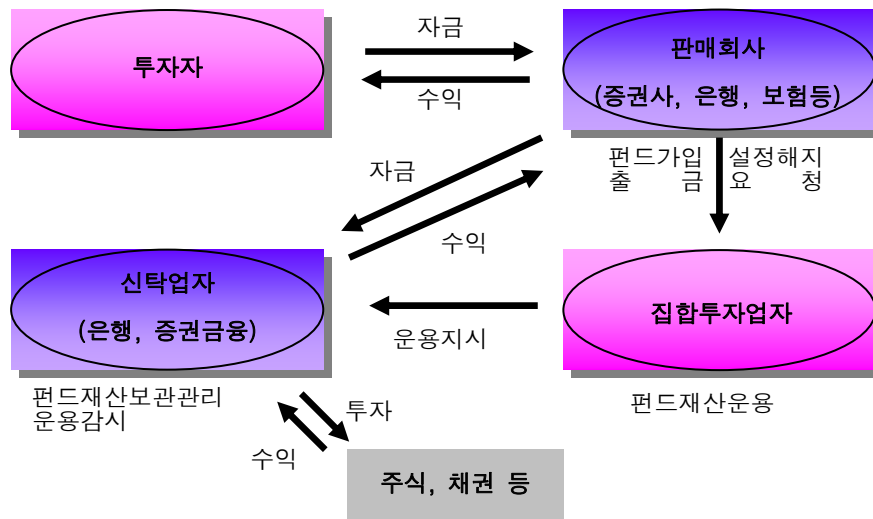 투자자
자금
수익
판매회사
(증권사, 은행, 보험등)
펀드가입 설정해지
출 금 요 청
자금
수익
신탁업자
(은행, 증권금융)
운용지시
집합투자업자
펀드재산보관관리
운용감시
펀드재산운용
투자
수익
주식, 채권 등